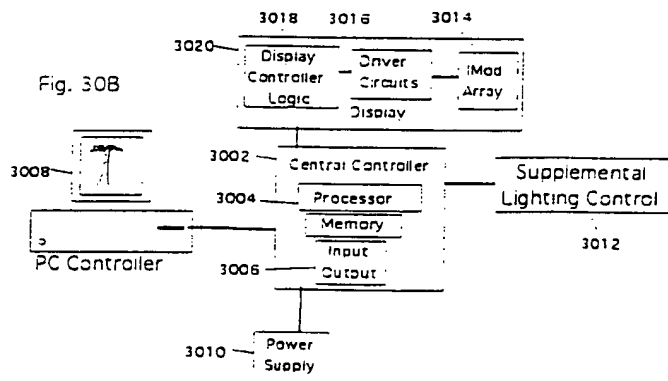 3018 3016 3014
3020
Display Controller Logic
Driver Circuits
IMod Array
Display
Fig. 30B
3008
3002
Central Controller
3004
Processor
Memory
3006
Input Output
Supplemental Lighting Control
3012
PC Controller
3010
Power Supply